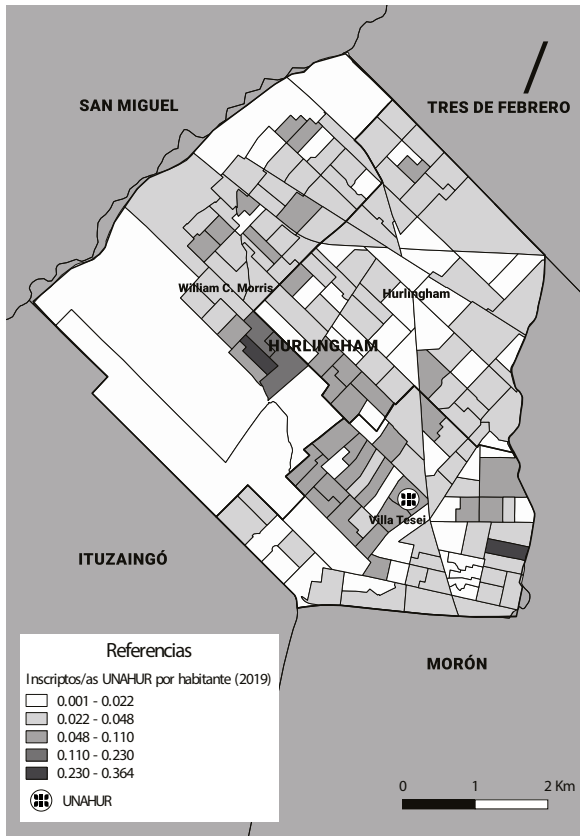 SAN MIGUEL
TRES DE FEBRERO
William C. Morris
Hurlingham
HURLINGHAM
Villa Tesei
ITUZAINGÓ
MORÓN
Referencias
Inscriptos/as UNAHUR por habitante (2019)
0.001 - 0.022
0.022 - 0.048
0.048 - 0.110
0.110 - 0.230
0.230 - 0.364
UNAHUR
0 1 2 Km